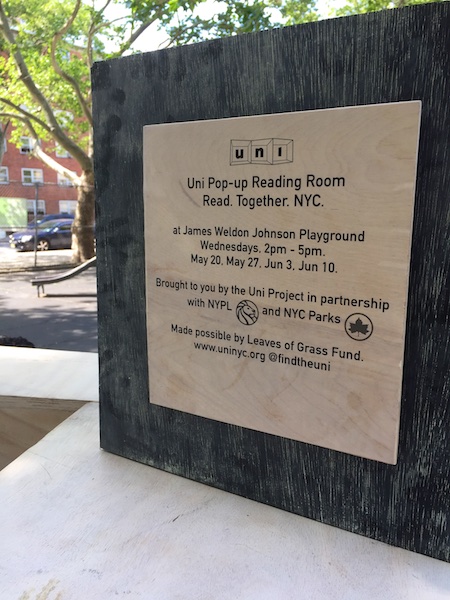 uni
Uni Pop-up Reading Room
Read. Together. NYC.
at James Weldon Johnson Playground
Wednesdays, 2pm - 5pm.
May 20, May 27, Jun 3, Jun 10.
Brought to you by the Uni Project in partnership
with NYPL and NYC Parks
Made possible by Leaves of Grass Fund.
www.uninyc.org @findtheuni